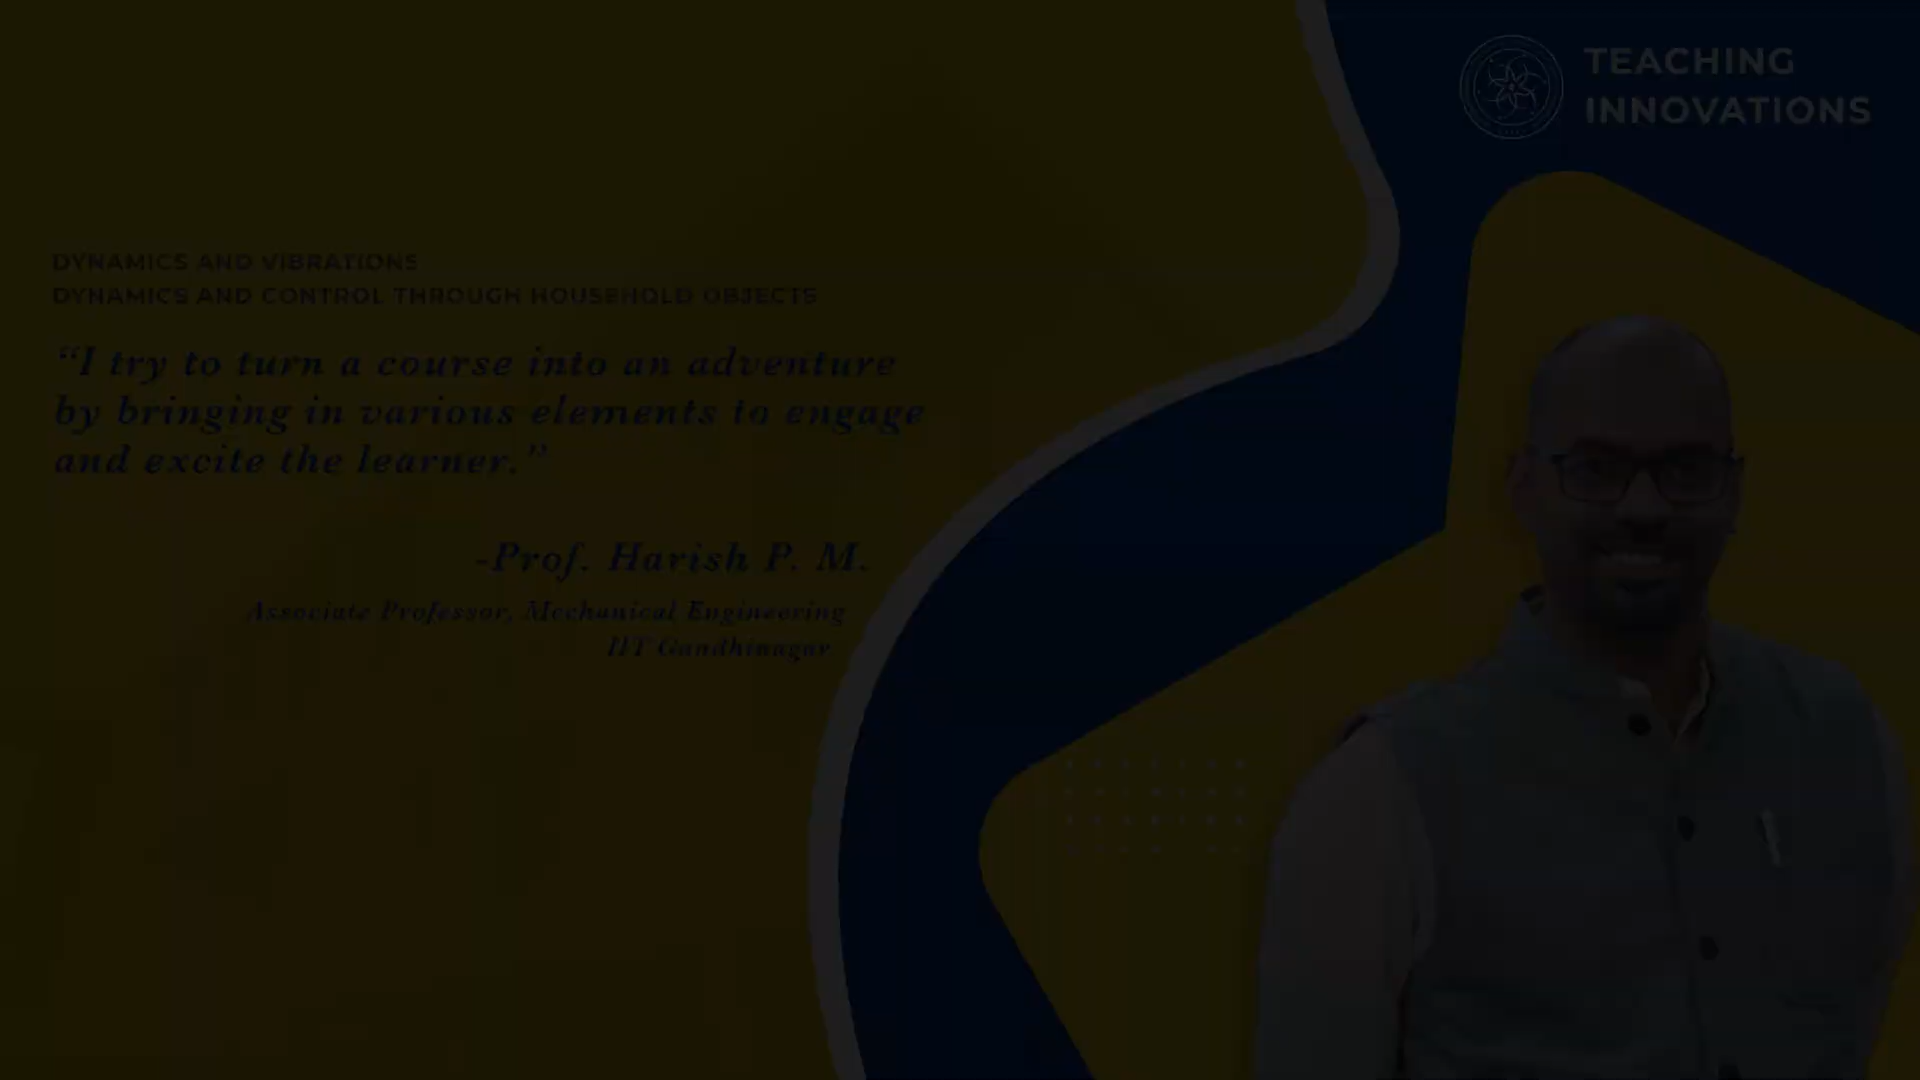 TEACHING
INNOVATIONS
DYNAMICS AND VIBRATIONS
DYNAMICS AND CONTROL THROUGH HOUSEHOLD OBJECTS
“I try to turn a course into an adventure
by bringing in various elements to engage
and excite the learner.”
-Prof. Harish P. M.
Associate Professor, Mechanical Engineering
IIT Gandhinagar